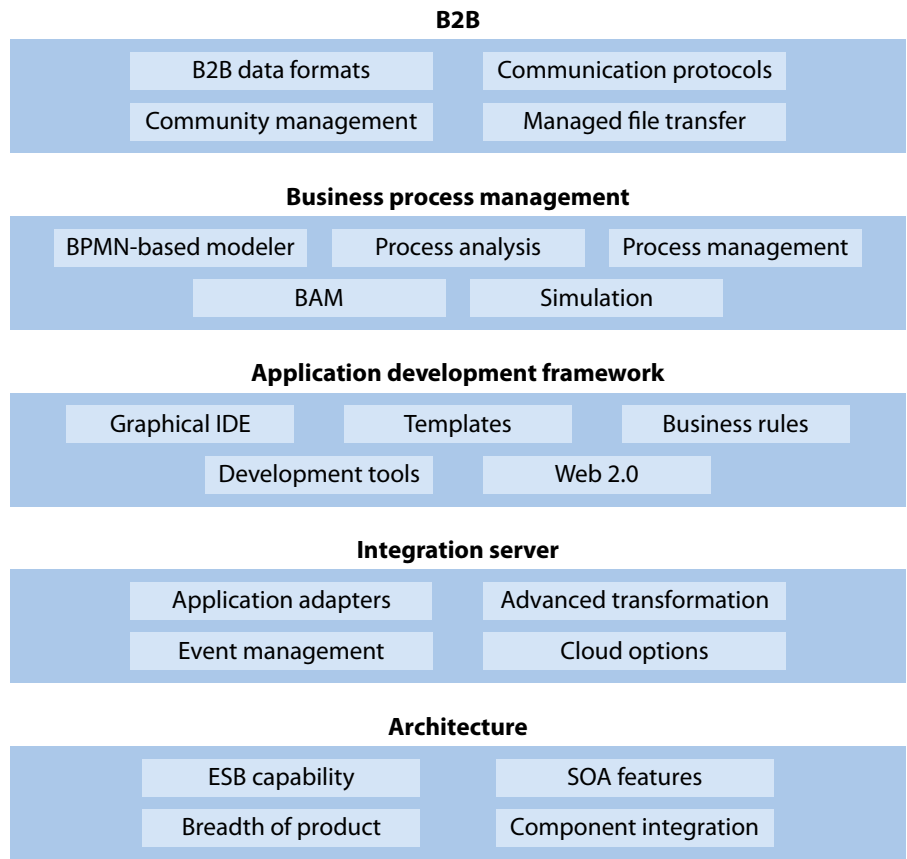 B2B
B2B data formats
Communication protocols
Community management
Managed file transfer
Business process management
BPMN-based modeler
Process analysis
Process management
BAM
Simulation
Application development framework
Graphical IDE
Templates
Business rules
Development tools
Web 2.0
Integration server
Application adapters
Advanced transformation
Event management
Cloud options
Architecture
ESB capability
SOA features
Breadth of product
Component integration